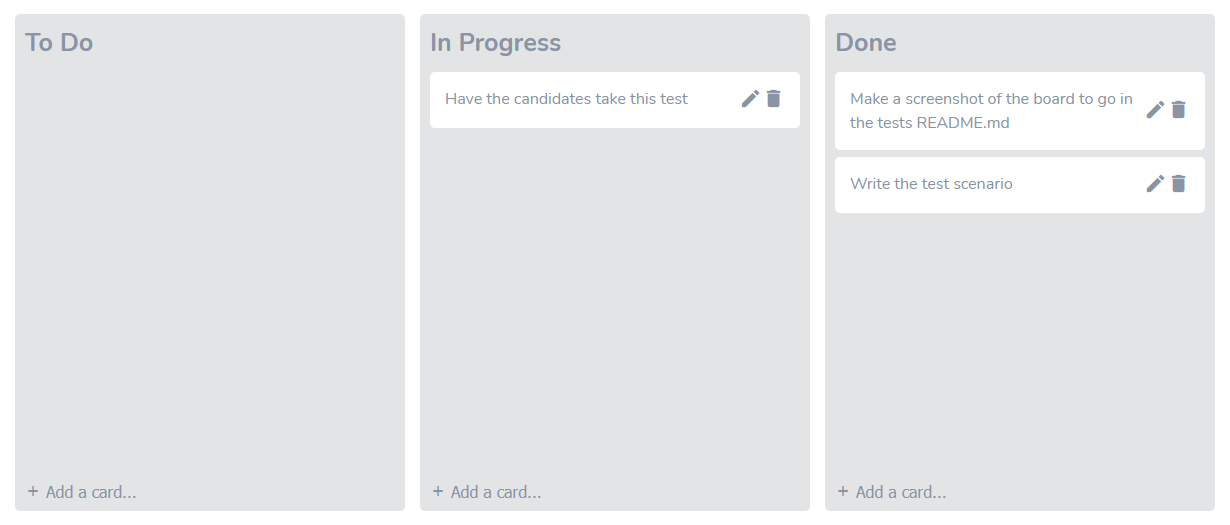 To Do
+ Add a card...
In Progress
Have the candidates take this test
+ Add a card...
Done
Make a screenshot of the board to go in
the tests README.md
Write the test scenario
+ Add a card...